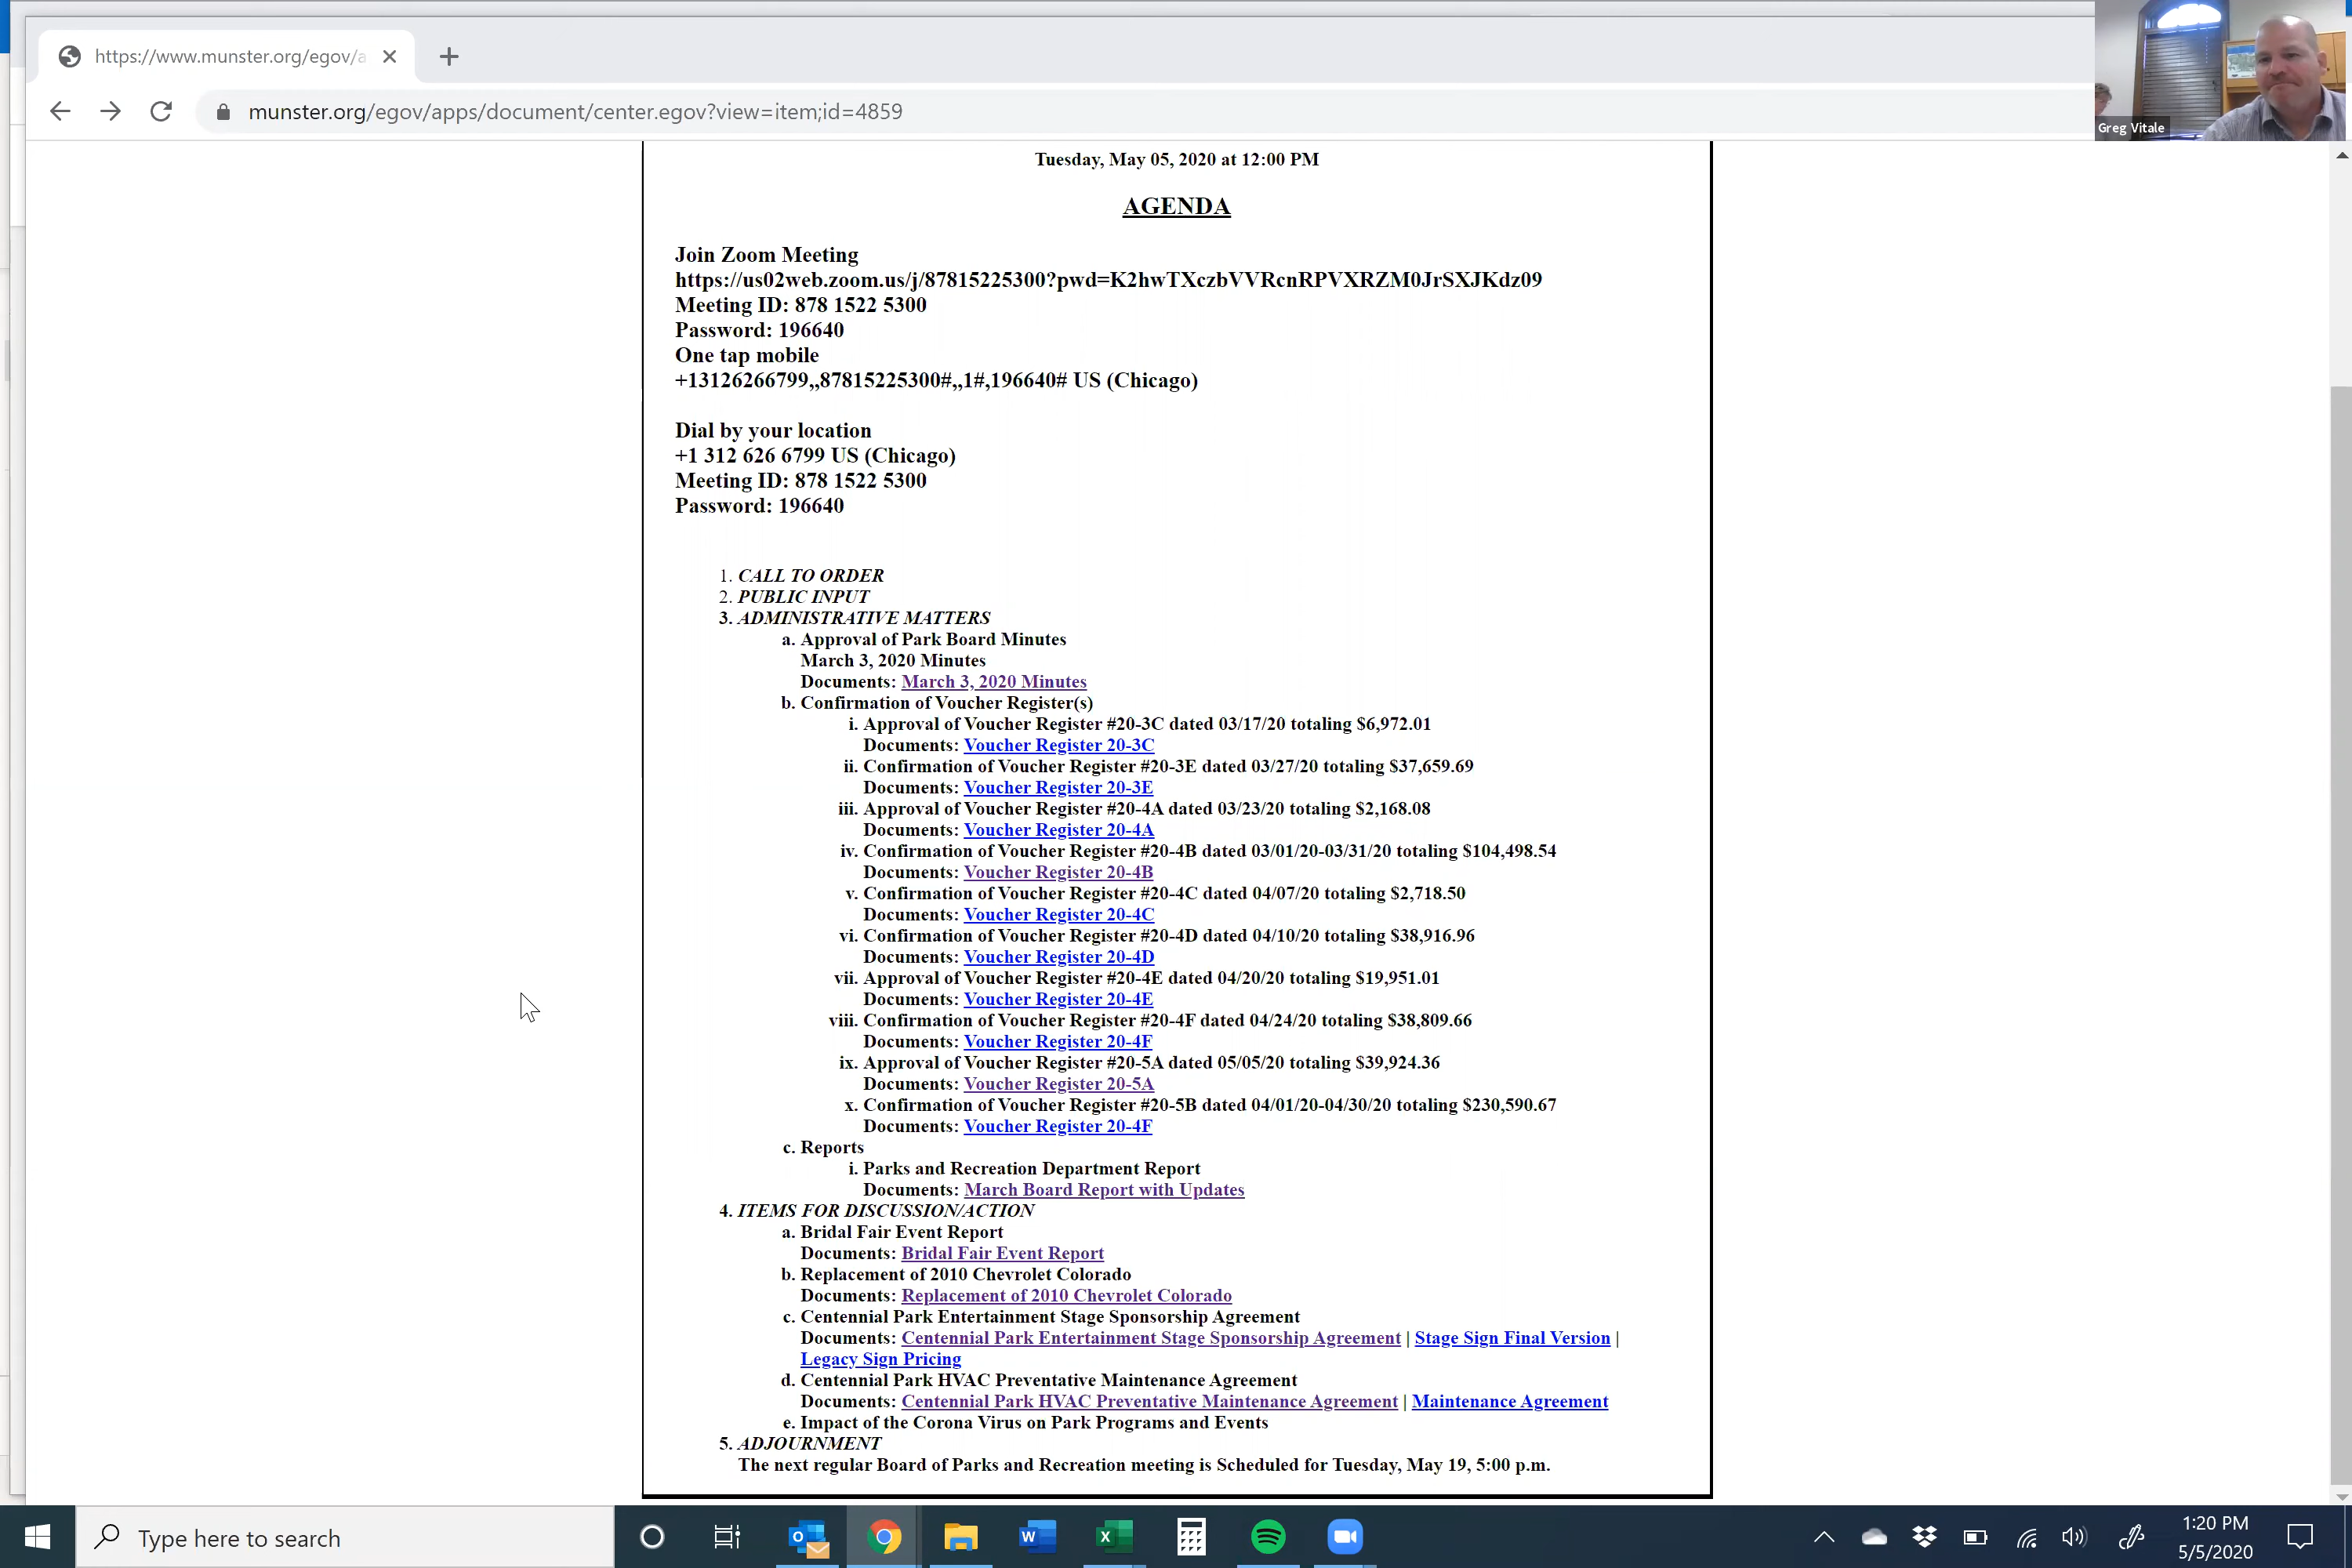 https://www.munster.org/egov/a
munster.org/egov/apps/document/center.egov?view=item;id=4859
Greg Vitale
Tuesday, May 05, 2020 at 12:00 PM
AGENDA
Join Zoom Meeting
https://us02web.zoom.us/j/87815225300?pwd=K2hwTXczbVVRcnRPVXRZM0JrSXJKdz09
Meeting ID: 878 1522 5300
Password: 196640
One tap mobile
+13126266799,,87815225300#,,1#,196640# US (Chicago)
Dial by your location
+1 312 626 6799 US (Chicago)
Meeting ID: 878 1522 5300
Password: 196640
1. CALL TO ORDER
2. PUBLIC INPUT
3. ADMINISTRATIVE MATTERS
a. Approval of Park Board Minutes
March 3, 2020 Minutes
Documents: March 3, 2020 Minutes
b. Confirmation of Voucher Register(s)
i. Approval of Voucher Register #20-3C dated 03/17/20 totaling $6,972.01
Documents: Voucher Register 20-3C
ii. Confirmation of Voucher Register #20-3E dated 03/27/20 totaling $37,659.69
Documents: Voucher Register 20-3E
iii. Approval of Voucher Register #20-4A dated 03/23/20 totaling $2,168.08
Documents: Voucher Register 20-4A
iv. Confirmation of Voucher Register #20-4B dated 03/01/20-03/31/20 totaling $104,498.54
Documents: Voucher Register 20-4B
v. Confirmation of Voucher Register #20-4C dated 04/07/20 totaling $2,718.50
Documents: Voucher Register 20-4C
vi. Confirmation of Voucher Register #20-4D dated 04/10/20 totaling $38,916.96
Documents: Voucher Register 20-4D
vii. Approval of Voucher Register #20-4E dated 04/20/20 totaling $19,951.01
Documents: Voucher Register 20-4E
viii. Confirmation of Voucher Register #20-4F dated 04/24/20 totaling $38,809.66
Documents: Voucher Register 20-4F
ix. Approval of Voucher Register #20-5A dated 05/05/20 totaling $39,924.36
Documents: Voucher Register 20-5A
x. Confirmation of Voucher Register #20-5B dated 04/01/20-04/30/20 totaling $230,590.67
Documents: Voucher Register 20-4F
c. Reports
i. Parks and Recreation Department Report
Documents: March Board Report with Updates
4. ITEMS FOR DISCUSSION/ACTION
a. Bridal Fair Event Report
Documents: Bridal Fair Event Report
b. Replacement of 2010 Chevrolet Colorado
Documents: Replacement of 2010 Chevrolet Colorado
c. Centennial Park Entertainment Stage Sponsorship Agreement
Documents: Centennial Park Entertainment Stage Sponsorship Agreement | Stage Sign Final Version |
Legacy Sign Pricing
d. Centennial Park HVAC Preventative Maintenance Agreement
Documents: Centennial Park HVAC Preventative Maintenance Agreement | Maintenance Agreement
e. Impact of the Corona Virus on Park Programs and Events
5. ADJOURNMENT
The next regular Board of Parks and Recreation meeting is Scheduled for Tuesday, May 19, 5:00 p.m.
Type here to search
1:20 PM
5/5/2020